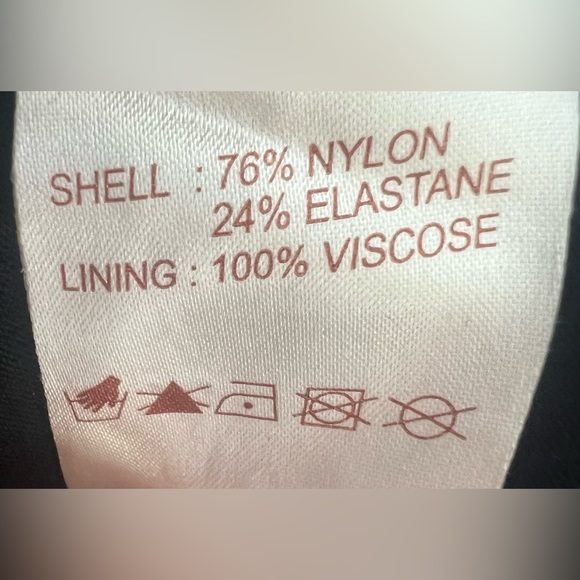 SHELL : 76% NYLON
24% ELASTANE
LINING : 100% VISCOSE